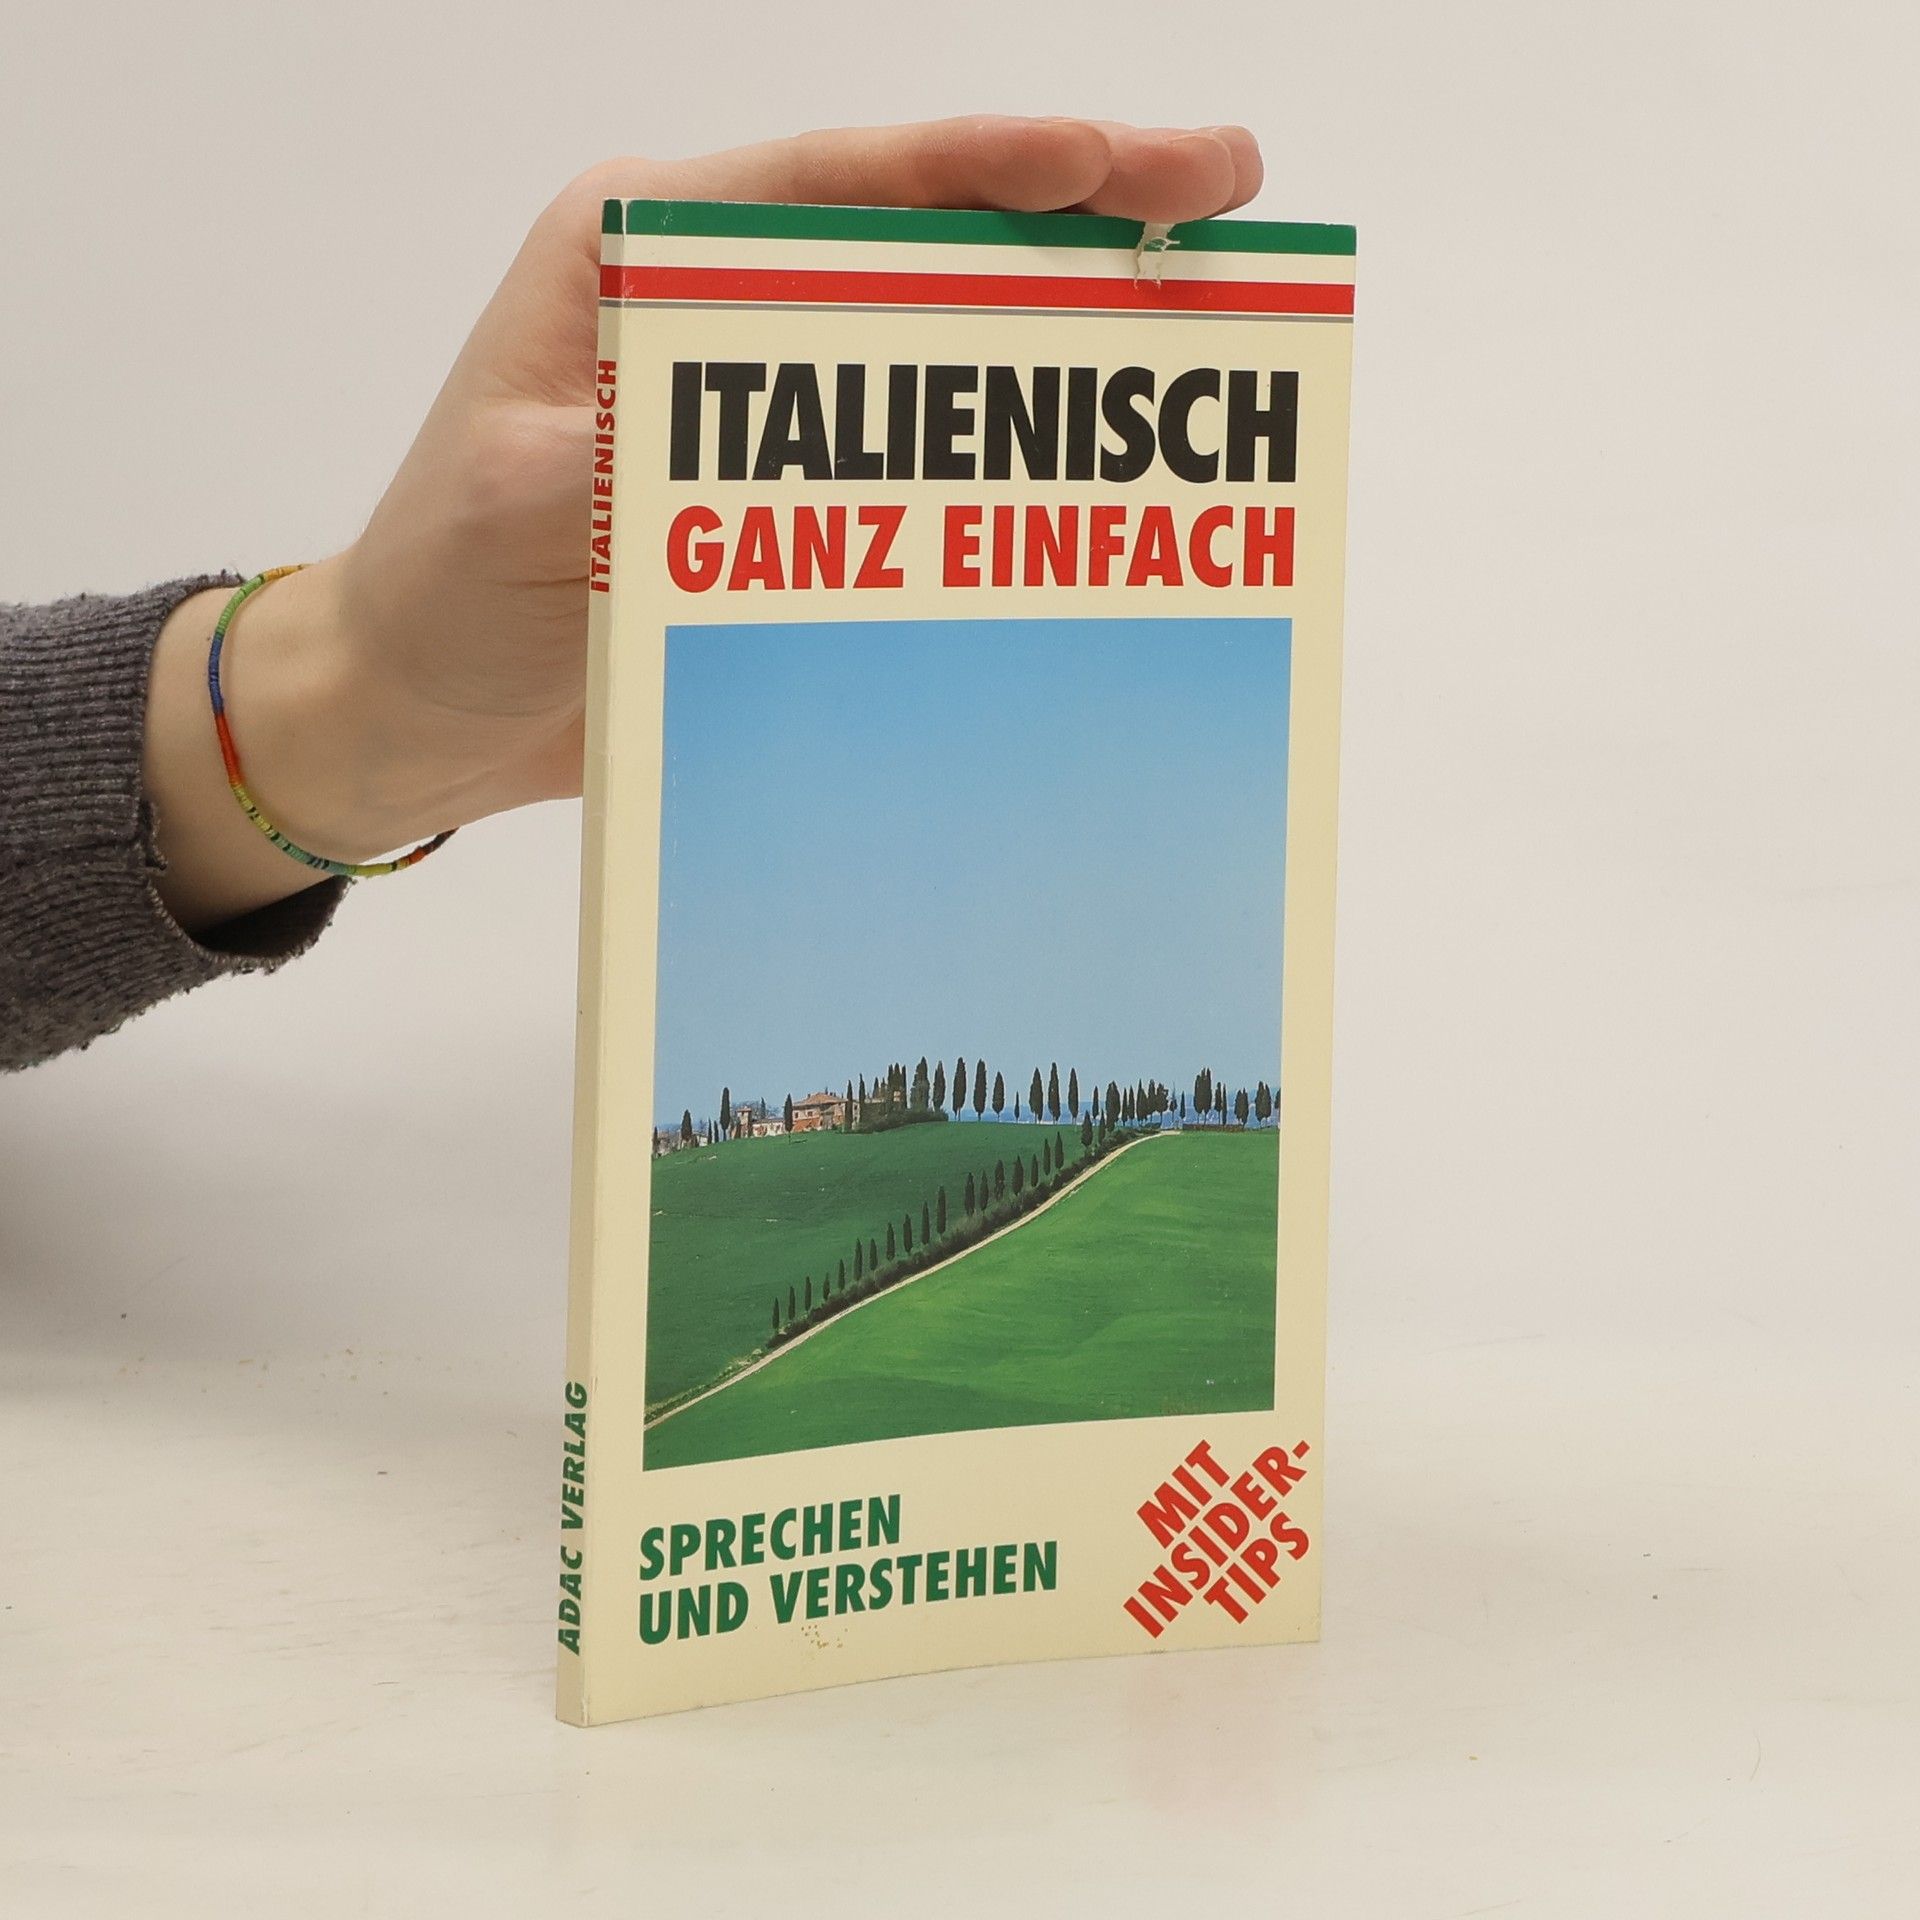 ITALIENISCH
GANZ EINFACH
SPRECHEN
UND VERSTEHEN
MIT
INSIDER-
TIPS
ITALIENISCH
ADAC VERLAG